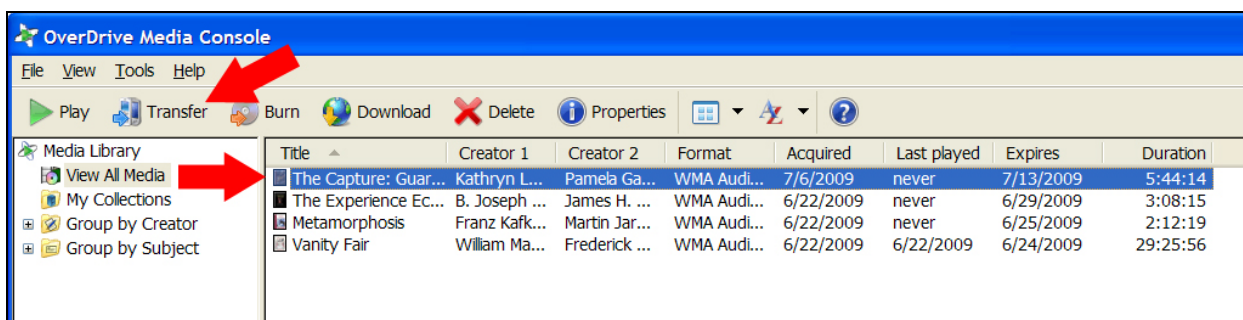 OverDrive Media Console
File View Tools Help
Play Transfer Burn Download Delete Properties
Media Library
View All Media
My Collections
Group by Creator
Group by Subject
Title Creator 1 Creator 2 Format Acquired Last played Expires Duration
The Capture: Guar... Kathryn L... Pamela Ga... WMA Audi... 7/6/2009 never 7/13/2009 5:44:14
The Experience Ec... B. Joseph ... James H. ... WMA Audi... 6/22/2009 never 6/29/2009 3:08:15
Metamorphosis Franz Kafk... Martin Jar... WMA Audi... 6/22/2009 never 6/25/2009 2:12:19
Vanity Fair William Ma... Frederick ... WMA Audi... 6/22/2009 6/22/2009 6/24/2009 29:25:56